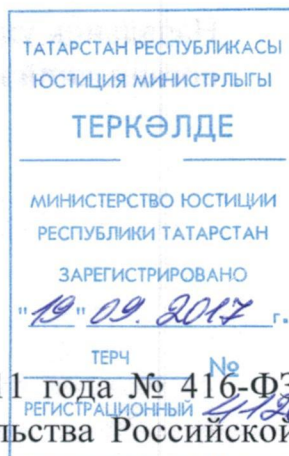 ТАТАРСТАН РЕСПУБЛИКАСЫ
ЮСТИЦИЯ МИНИСТРЛЫГЫ
ТЕРКӘЛДЕ
МИНИСТЕРСТВО ЮСТИЦИИ
РЕСПУБЛИКИ ТАТАРСТАН
ЗАРЕГИСТРИРОВАНО
"19" 09. 2017 г.
ТЕРЧ №
11 года № 416-ФЗ
РЕГИСТРАЦИОННЫЙ
льства Российской